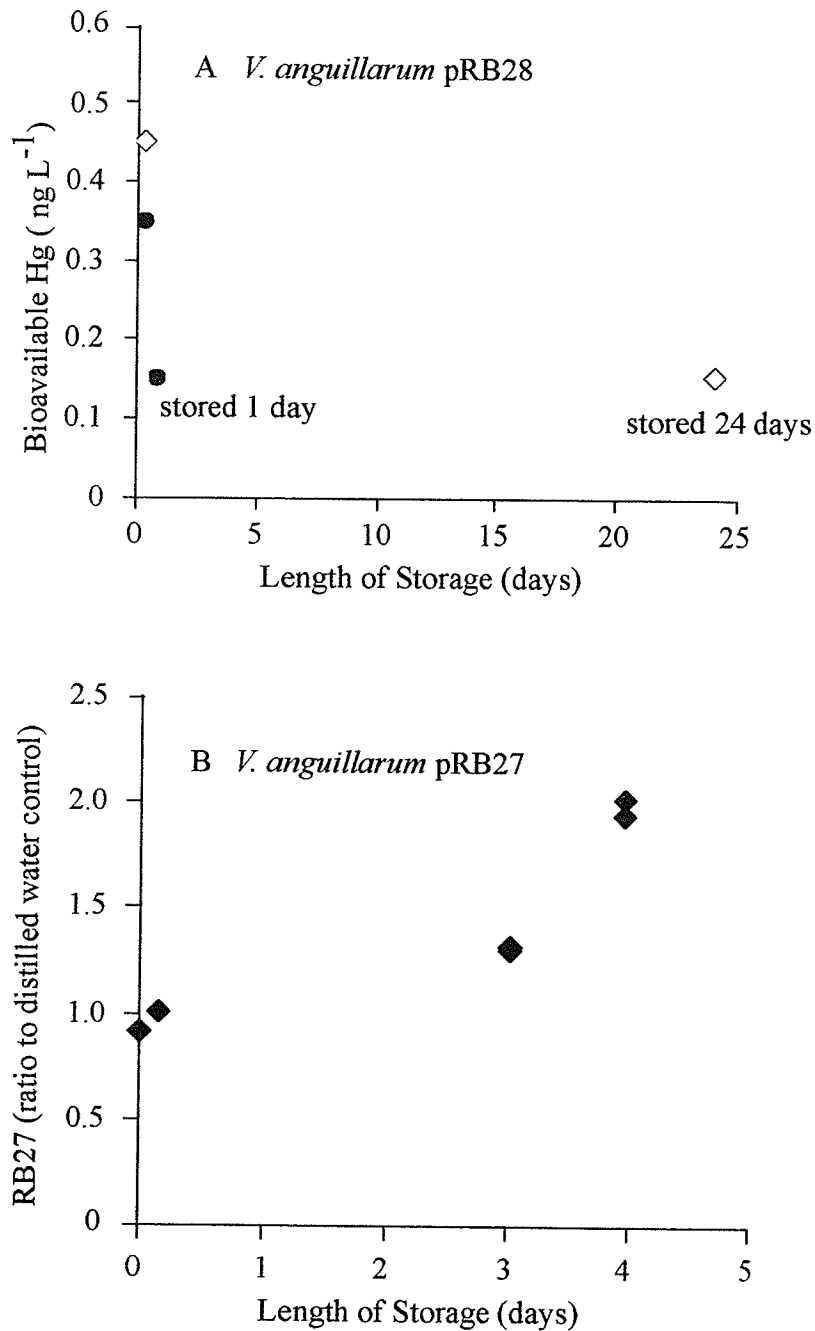 0.6
A V. anguillarum pRB28
0.5
0.4
0.3
0.2
0.1
0
Bioavailable Hg ( ng L-1)
stored 1 day
stored 24 days
0 5 10 15 20 25
Length of Storage (days)
2.5
B V. anguillarum pRB27
2.0
1.5
1.0
0.5
0
RB27 (ratio to distilled water control)
0 1 2 3 4 5
Length of Storage (days)